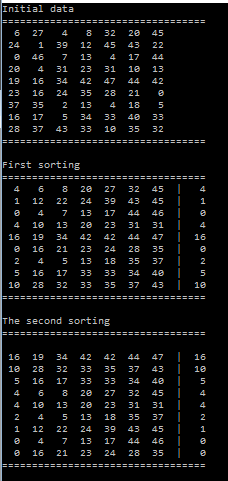 Initial data
==================================
6 27 4 8 32 20 45
24 1 39 12 45 43 22
0 46 7 13 4 17 44
20 4 31 23 31 10 13
19 16 34 42 47 44 42
23 16 24 35 28 21 0
37 35 2 13 4 18 5
16 17 5 34 33 40 33
28 37 43 33 10 35 32
==================================
First sorting
==================================
4 6 8 20 27 32 45 | 4
1 12 22 24 39 43 45 | 1
0 4 7 13 17 44 46 | 0
4 10 13 20 23 31 31 | 4
16 19 34 42 42 44 47 | 16
0 16 21 23 24 28 35 | 0
2 4 5 13 18 35 37 | 2
5 16 17 33 33 34 40 | 5
10 28 32 33 35 37 43 | 10
==================================
The second sorting
==================================
16 19 34 42 42 44 47 | 16
10 28 32 33 35 37 43 | 10
5 16 17 33 33 34 40 | 5
4 6 8 20 27 32 45 | 4
4 10 13 20 23 31 31 | 4
2 4 5 13 18 35 37 | 2
1 12 22 24 39 43 45 | 1
0 4 7 13 17 44 46 | 0
0 16 21 23 24 28 35 | 0
==================================